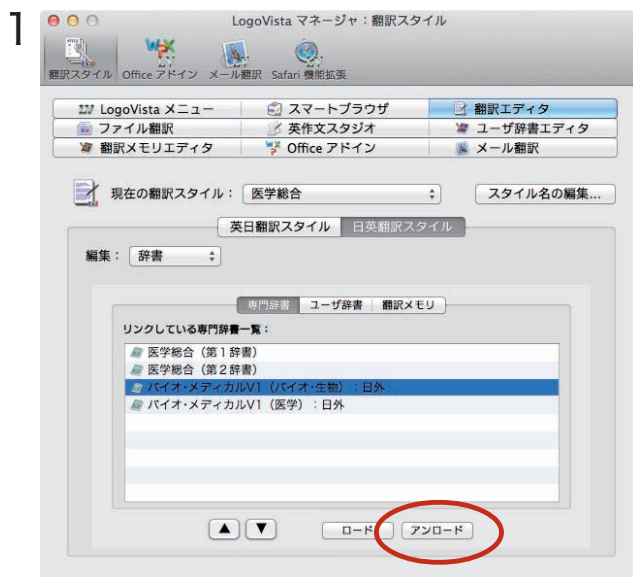 1
LogoVista マネージャ：翻訳スタイル
翻訳スタイル Office アドイン メール翻訳 Safari 機能拡張
LogoVista メニュー スマートブラウザ 翻訳エディタ
ファイル翻訳 英作文スタジオ ユーザ辞書エディタ
翻訳メモリエディタ Office アドイン メール翻訳
現在の翻訳スタイル： 医学総合 スタイル名の編集...
英日翻訳スタイル 日英翻訳スタイル
編集： 辞書
専門辞書 ユーザ辞書 翻訳メモリ
リンクしている専門辞書一覧：
医学総合（第１辞書）
医学総合（第２辞書）
バイオ・メディカルV1（バイオ・生物）：日外
バイオ・メディカルV1（医学）：日外
ロード アンロード